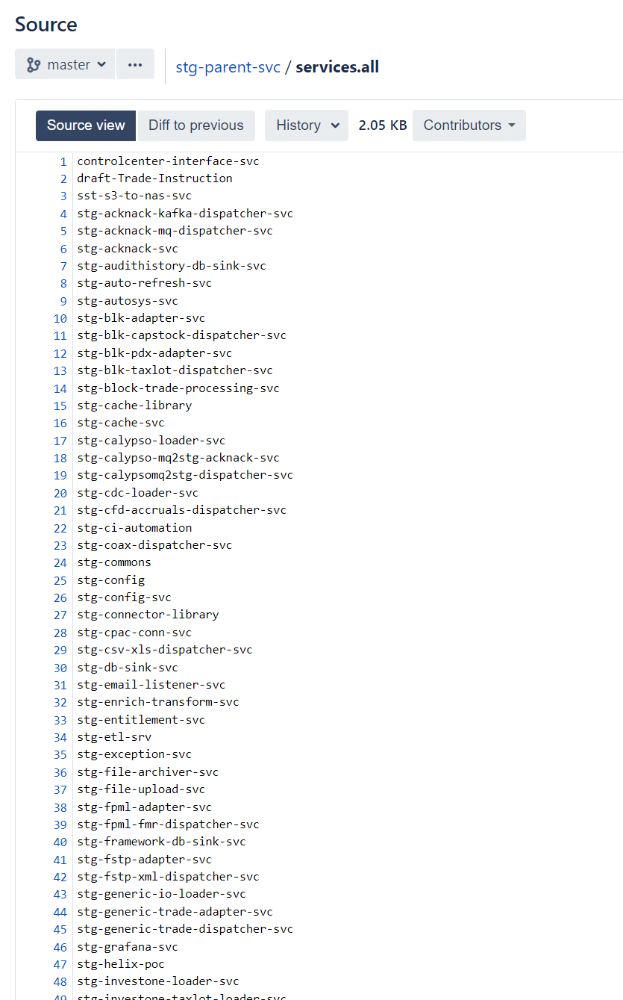 Source
master ... stg-parent-svc / services.all
Source view Diff to previous History 2.05 KB Contributors
1 controlcenter-interface-svc
2 draft-Trade-Instruction
3 sst-s3-to-nas-svc
4 stg-acknack-kafka-dispatcher-svc
5 stg-acknack-mq-dispatcher-svc
6 stg-acknack-svc
7 stg-audithistory-db-sink-svc
8 stg-auto-refresh-svc
9 stg-autosys-svc
10 stg-blk-adapter-svc
11 stg-blk-capstock-dispatcher-svc
12 stg-blk-pdx-adapter-svc
13 stg-blk-taxlot-dispatcher-svc
14 stg-block-trade-processing-svc
15 stg-cache-library
16 stg-cache-svc
17 stg-calypso-loader-svc
18 stg-calypso-mq2stg-acknack-svc
19 stg-calypsomq2stg-dispatcher-svc
20 stg-cdc-loader-svc
21 stg-cfd-accruals-dispatcher-svc
22 stg-ci-automation
23 stg-coax-dispatcher-svc
24 stg-commons
25 stg-config
26 stg-config-svc
27 stg-connector-library
28 stg-cpac-conn-svc
29 stg-csv-xls-dispatcher-svc
30 stg-db-sink-svc
31 stg-email-listener-svc
32 stg-enrich-transform-svc
33 stg-entitlement-svc
34 stg-etl-srv
35 stg-exception-svc
36 stg-file-archiver-svc
37 stg-file-upload-svc
38 stg-fpml-adapter-svc
39 stg-fpml-fmr-dispatcher-svc
40 stg-framework-db-sink-svc
41 stg-fstp-adapter-svc
42 stg-fstp-xml-dispatcher-svc
43 stg-generic-io-loader-svc
44 stg-generic-trade-adapter-svc
45 stg-generic-trade-dispatcher-svc
46 stg-grafana-svc
47 stg-helix-poc
48 stg-investone-loader-svc
49 stg-investone-taxlot-loader-svc